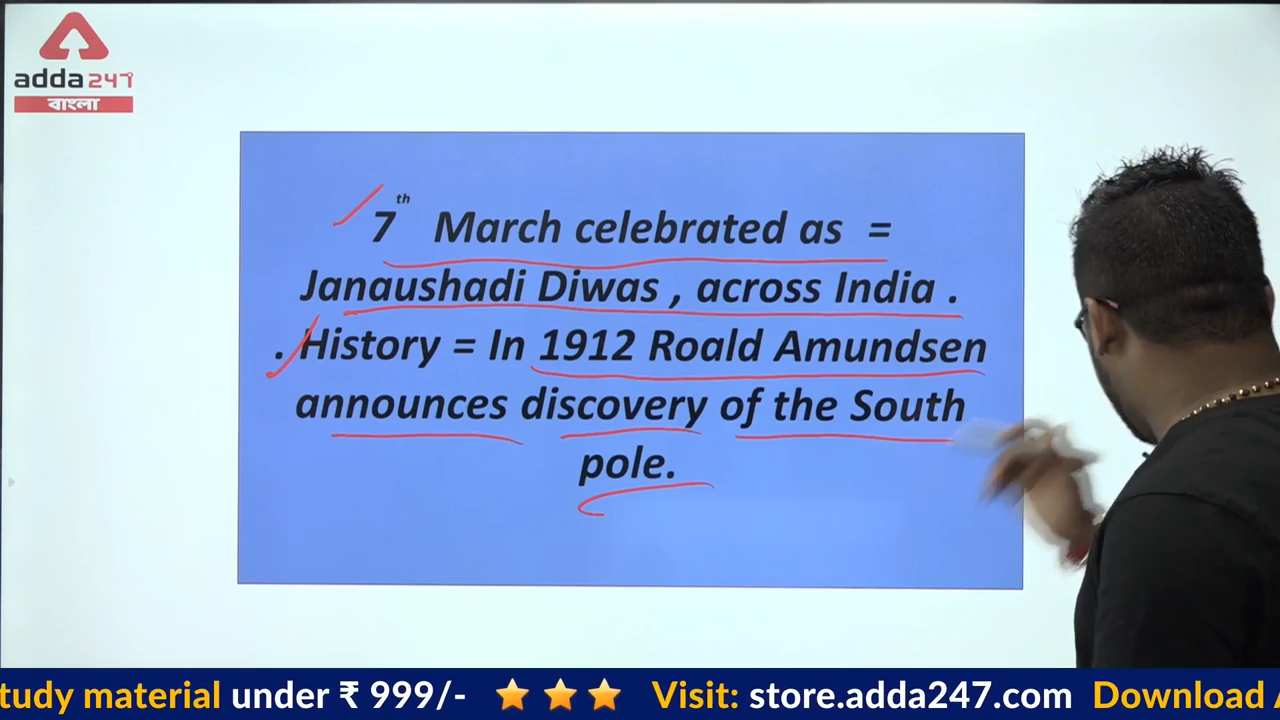 adda247
বাংলা
7th March celebrated as =
Janaushadi Diwas , across India .
. History = In 1912 Roald Amundsen
announces discovery of the South
pole.
tudy material under ₹ 999/- Visit: store.adda247.com Download